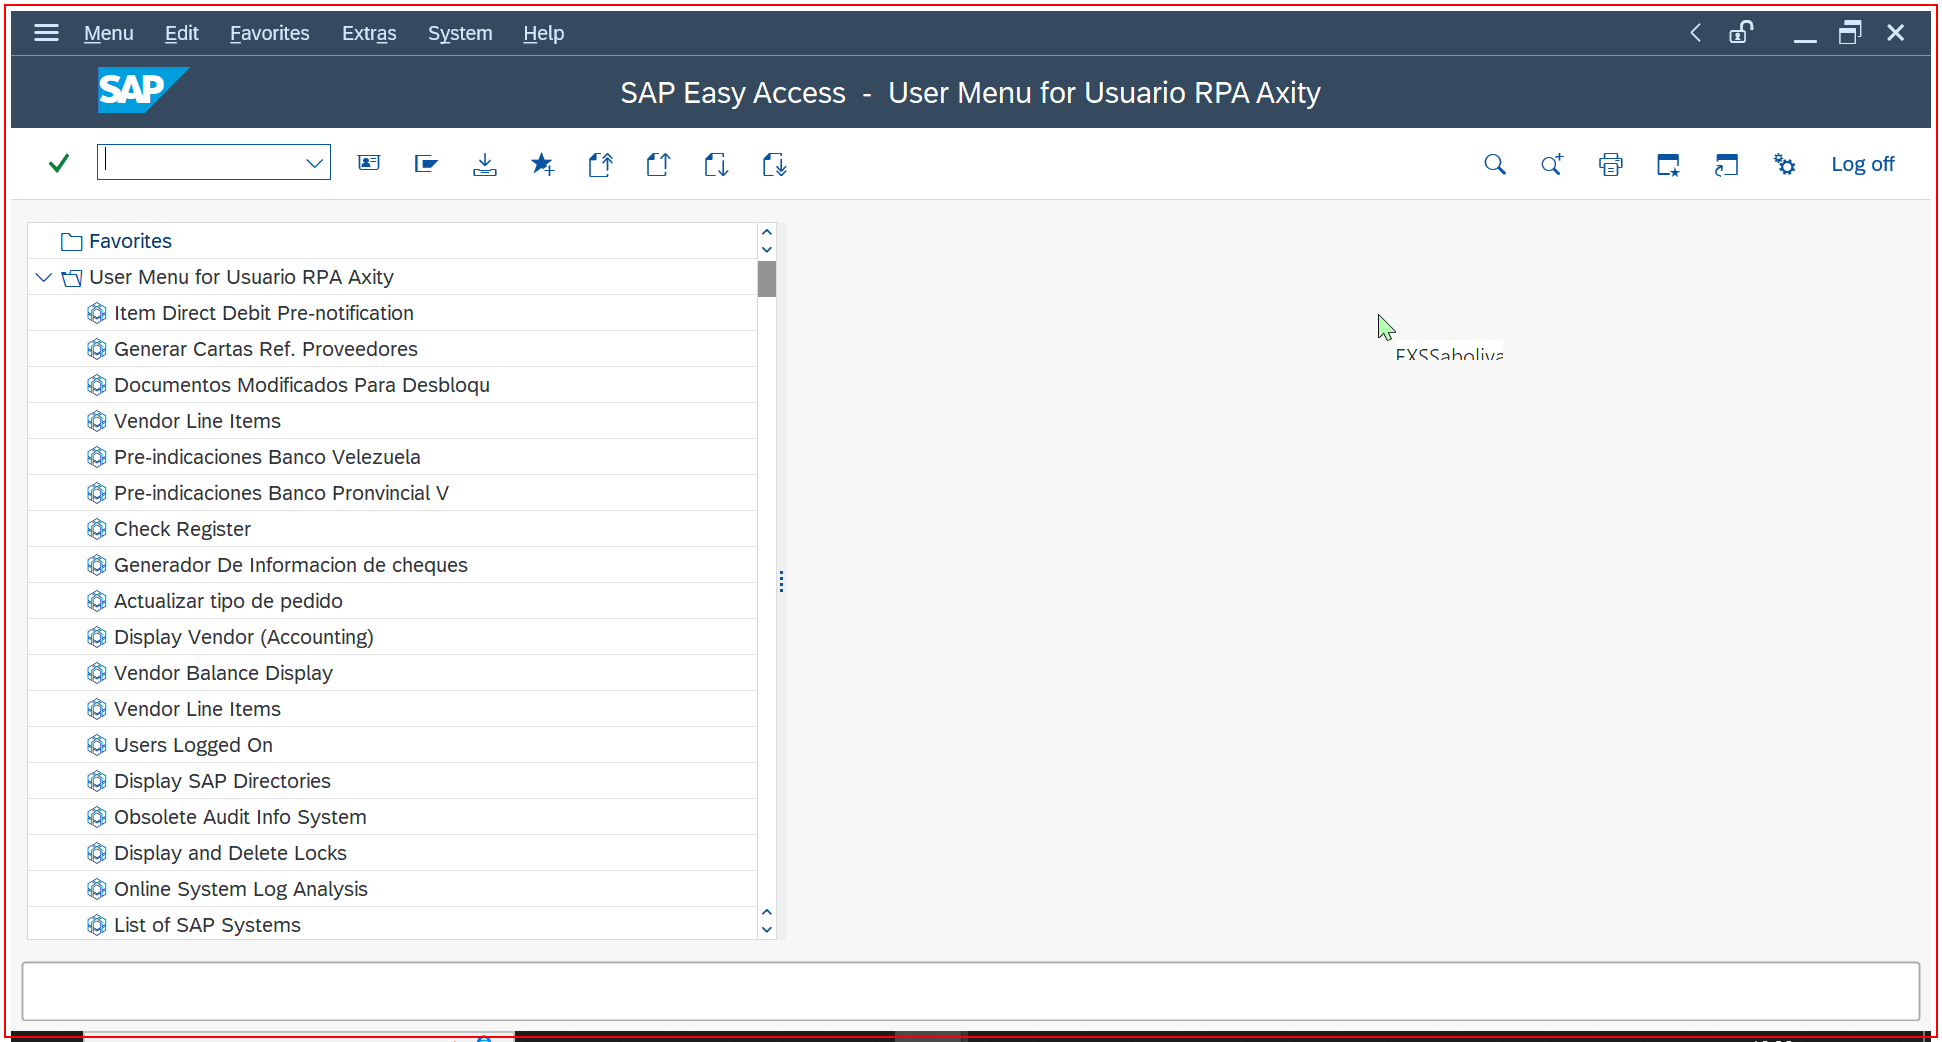 Menu Edit Favorites Extras System Help
SAP
SAP Easy Access - User Menu for Usuario RPA Axity
Log off
Favorites
User Menu for Usuario RPA Axity
Item Direct Debit Pre-notification
Generar Cartas Ref. Proveedores
Documentos Modificados Para Desbloqu
Vendor Line Items
Pre-indicaciones Banco Velezuela
Pre-indicaciones Banco Pronvincial V
Check Register
Generador De Informacion de cheques
Actualizar tipo de pedido
Display Vendor (Accounting)
Vendor Balance Display
Vendor Line Items
Users Logged On
Display SAP Directories
Obsolete Audit Info System
Display and Delete Locks
Online System Log Analysis
List of SAP Systems